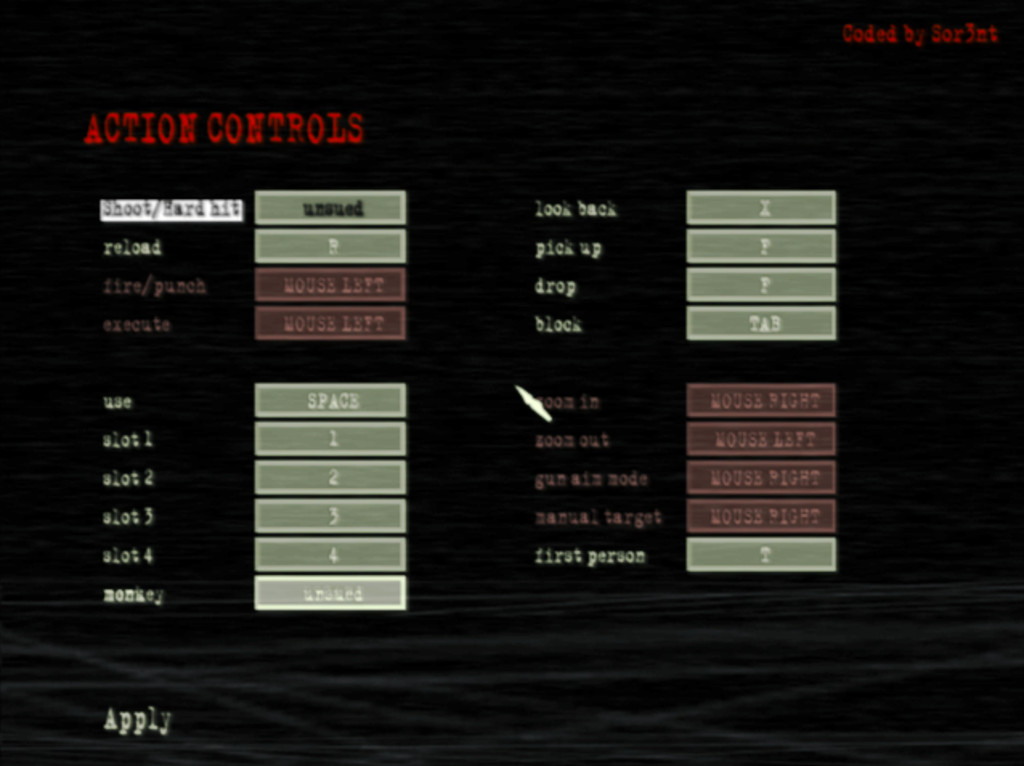 Coded by Sor3nt
ACTION CONTROLS
Shoot/Hard hit unsued
reload R
fire/punch MOUSE LEFT
execute MOUSE LEFT
look back X
pick up F
drop P
block TAB
use SPACE
slot 1 1
slot 2 2
slot 3 3
slot 4 4
monkey unsued
zoom in MOUSE RIGHT
zoom out MOUSE LEFT
gun aim mode MOUSE RIGHT
manual target MOUSE RIGHT
first person T
Apply